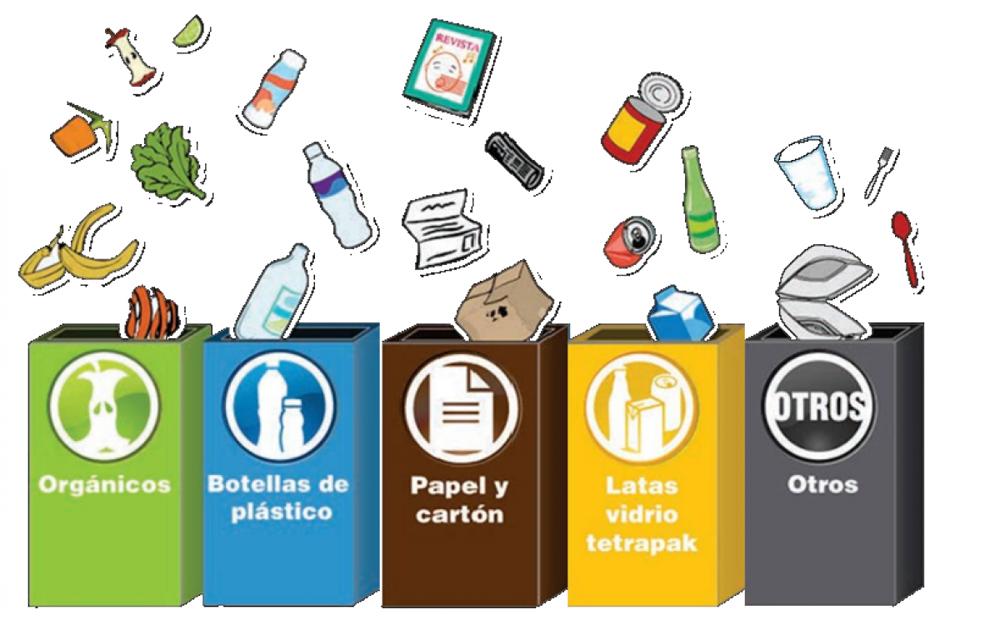 REVISTA
OTROS
Orgánicos
Botellas de
plástico
Papel y
cartón
Latas
vidrio
tetrapak
Otros